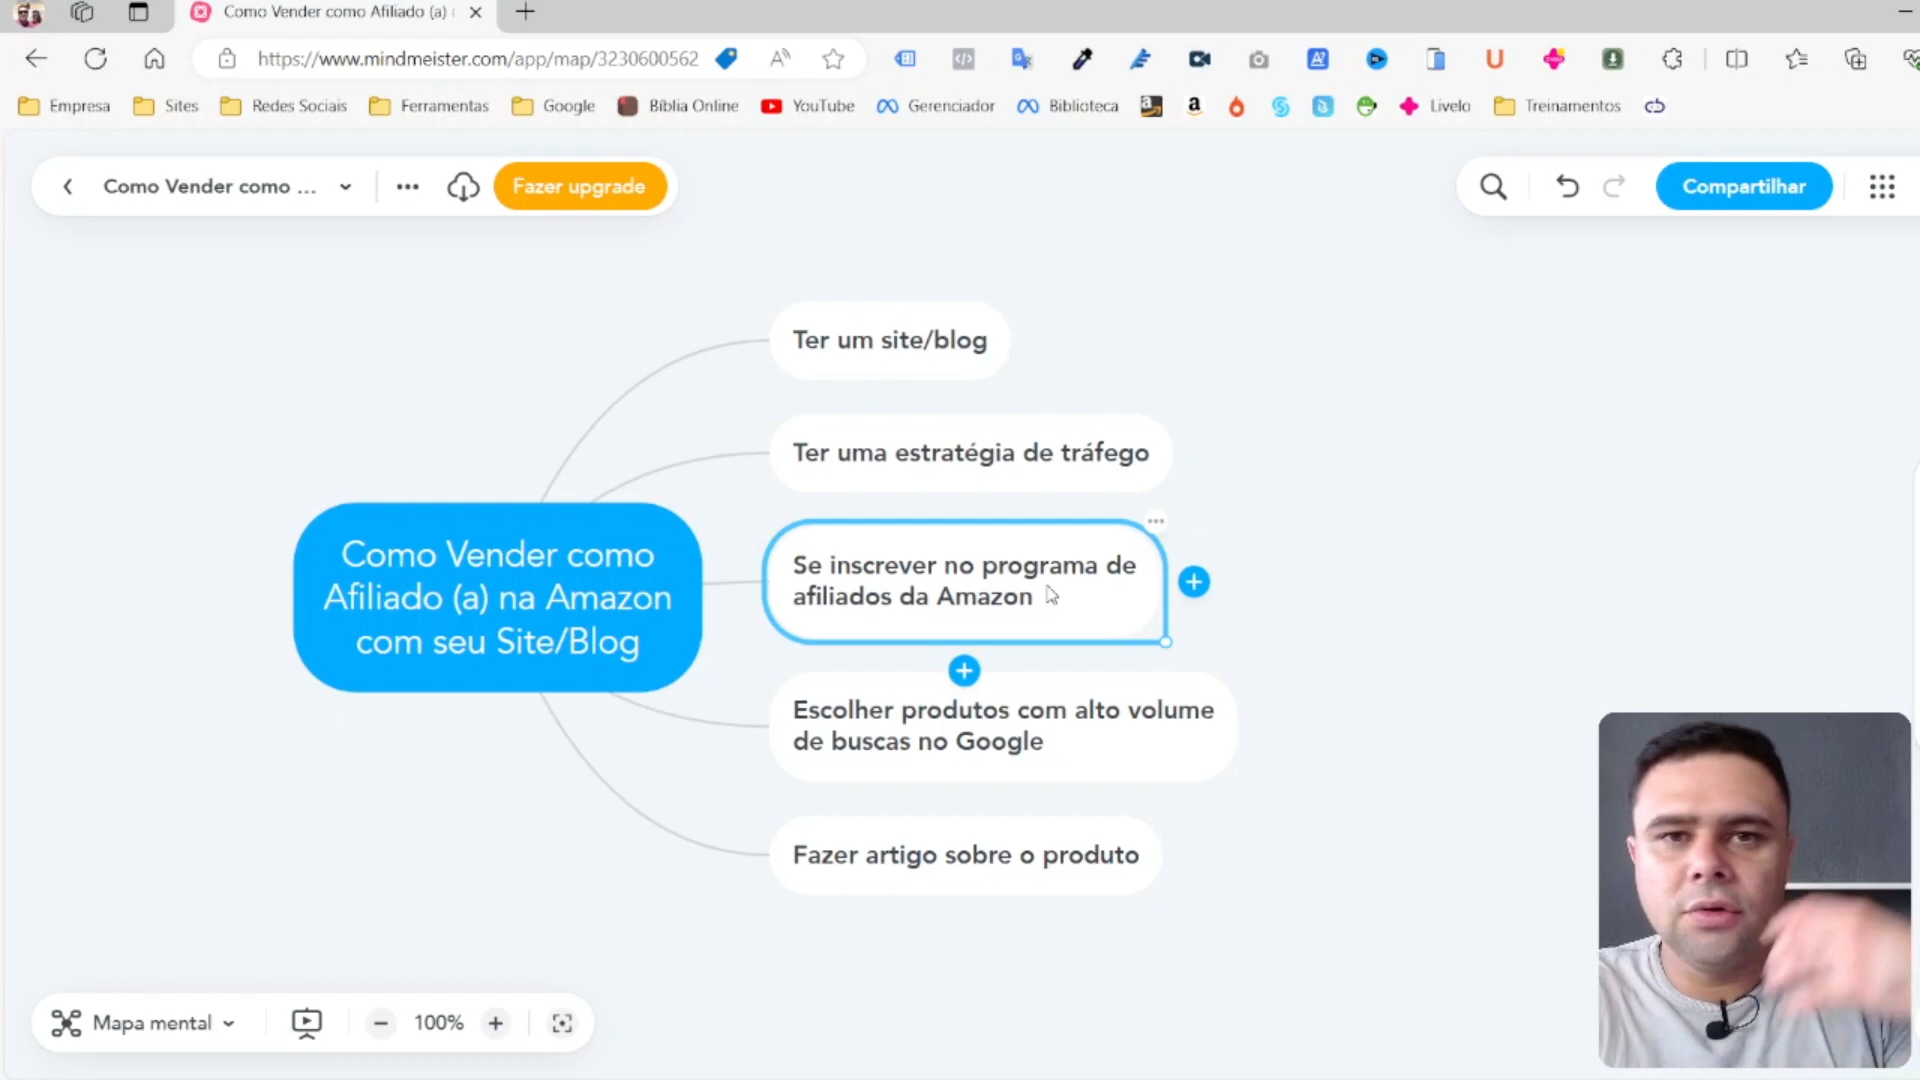 Como Vender como Afiliado (a)
https://www.mindmeister.com/app/map/3230600562
Empresa
Sites
Redes Sociais
Ferramentas
Google
Bíblia Online
YouTube
Gerenciador
Biblioteca
Livelo
Treinamentos
Como Vender como ...
Fazer upgrade
Compartilhar
Ter um site/blog
Ter uma estratégia de tráfego
Se inscrever no programa de
afiliados da Amazon
Como Vender como
Afiliado (a) na Amazon
com seu Site/Blog
Escolher produtos com alto volume
de buscas no Google
Fazer artigo sobre o produto
Mapa mental
100%